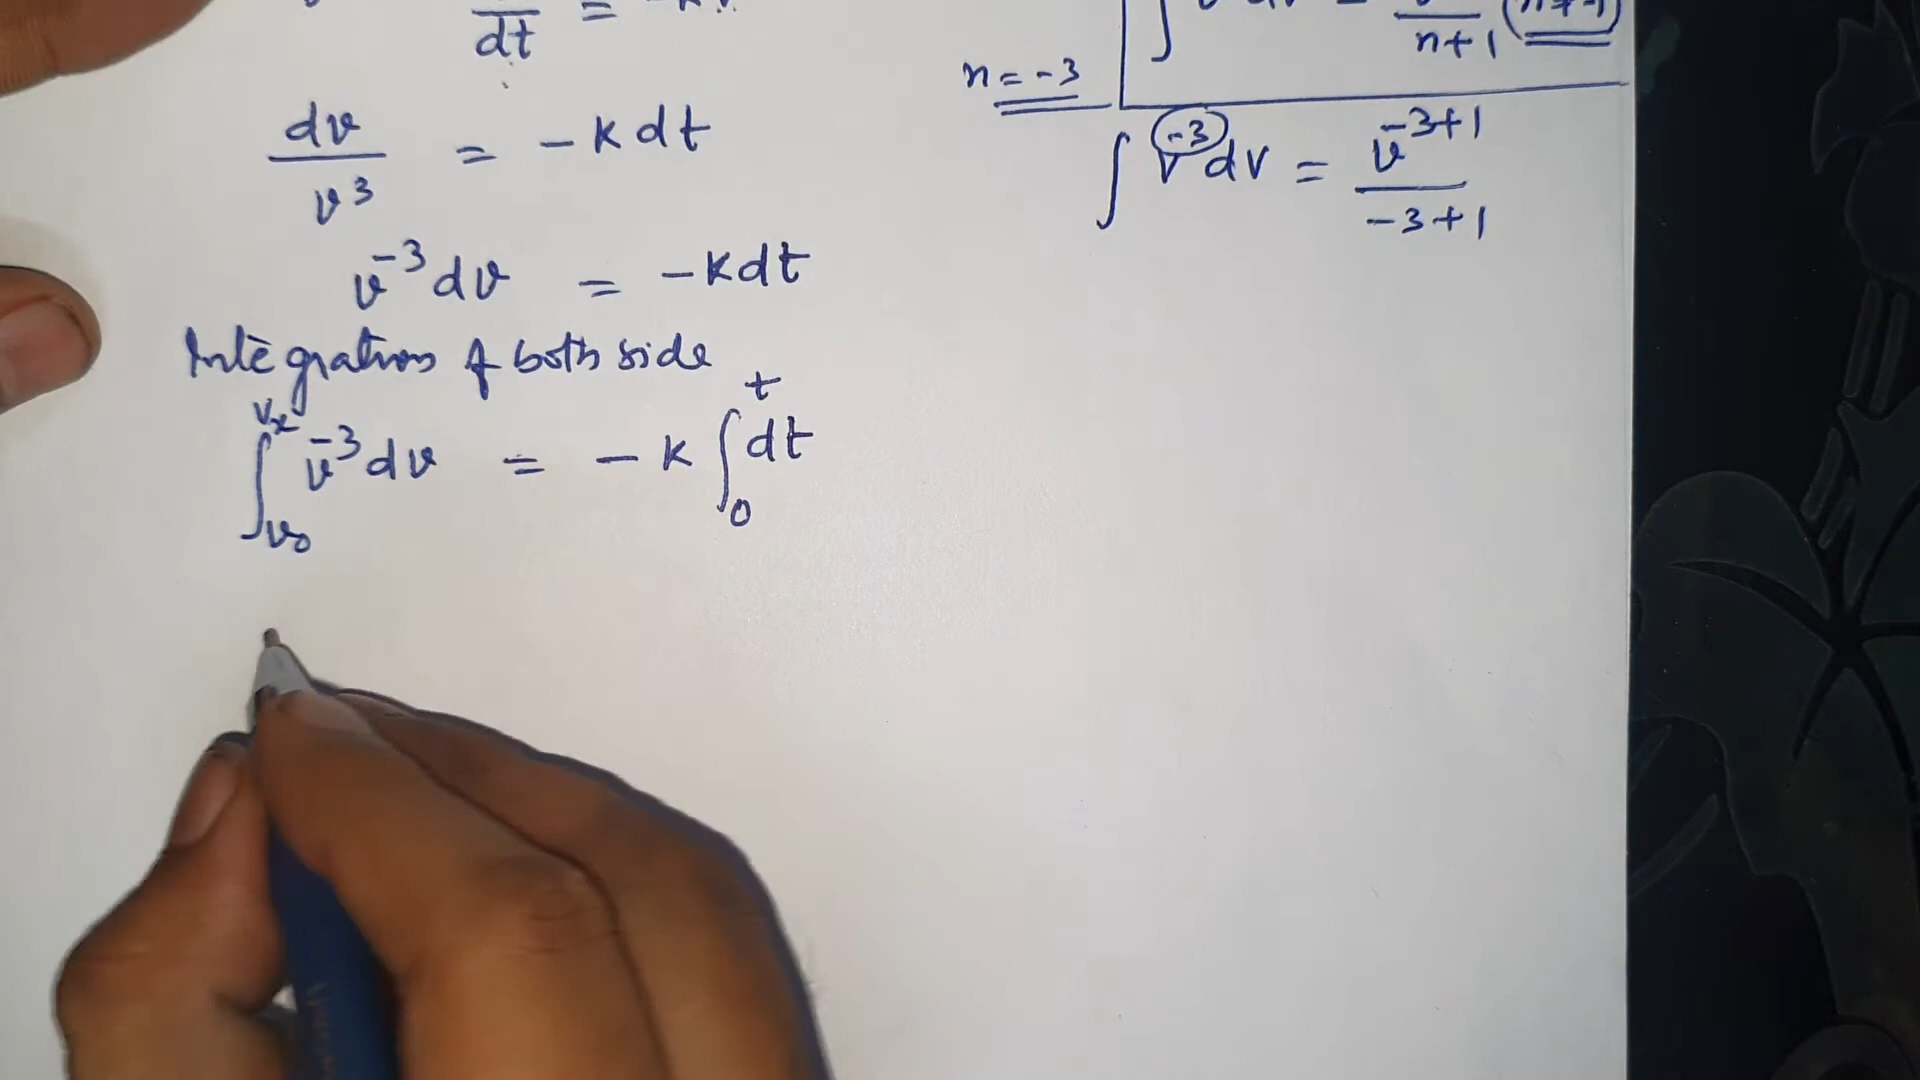 dt =
dv/v³ = - k dt
v⁻³ dv = - k dt
Integration of both side
∫_{v₀}^{vₓ} v⁻³ dv = - k ∫₀ᵗ dt
n+1
n = -3
∫ v⁻³ dv = v⁻³⁺¹/-3+1